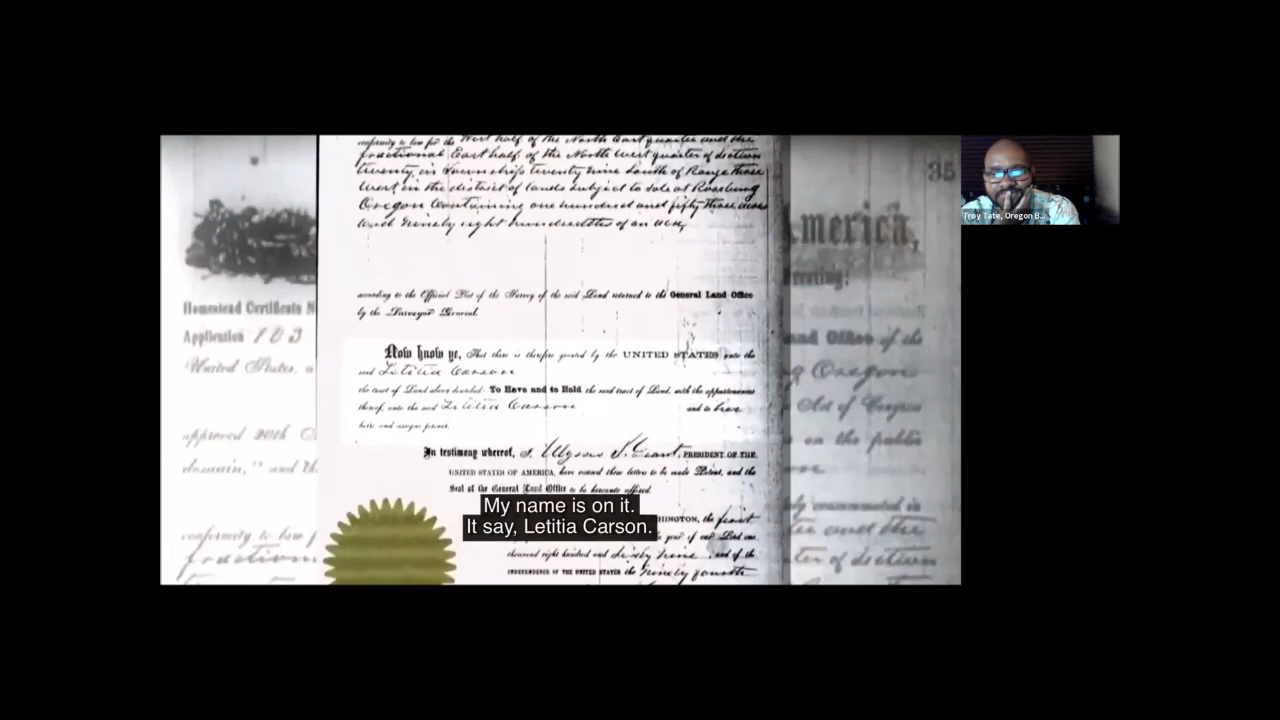 conformity to law for the West half of the North East quarter and the
fractional East half of the North West quarter of section
twenty in Township twenty nine South of Range three
West, in the district of lands subject to sale at Roseburg
Oregon Containing one hundred and fifty three acres
and Ninety eight hundredths of an acre,
according to the Official Plat of the Survey of the said Land returned to the General Land Office
by the Surveyor General.
Now know ye, That there is therefore granted by the UNITED STATES unto the
said Letitia Carson
the tract of Land above described: To Have and to Hold the said tract of Land, with the appurtenances
thereof, unto the said Letitia Carson and to her
heirs and assigns forever.
In testimony whereof, I, Ulysses S. Grant, PRESIDENT OF THE
UNITED STATES OF AMERICA, have caused these letters to be made Patent, and the
Seal of the General Land Office to be hereunto affixed.
HINGTON, the first
year of our Lord one
thousand eight hundred and sixty nine, and of the
INDEPENDENCE OF THE UNITED STATES the Ninety fourth
My name is on it.
It say, Letitia Carson.
Homestead Certificate N
Application 103
United States, a
approved 20th C
domain," and th
conformity to law f
fractional
35
merica,
reeting:
and Office of the
g Oregon
Act of Congress
s on the public
ter and the
ter of section
Troy Tate, Oregon B...